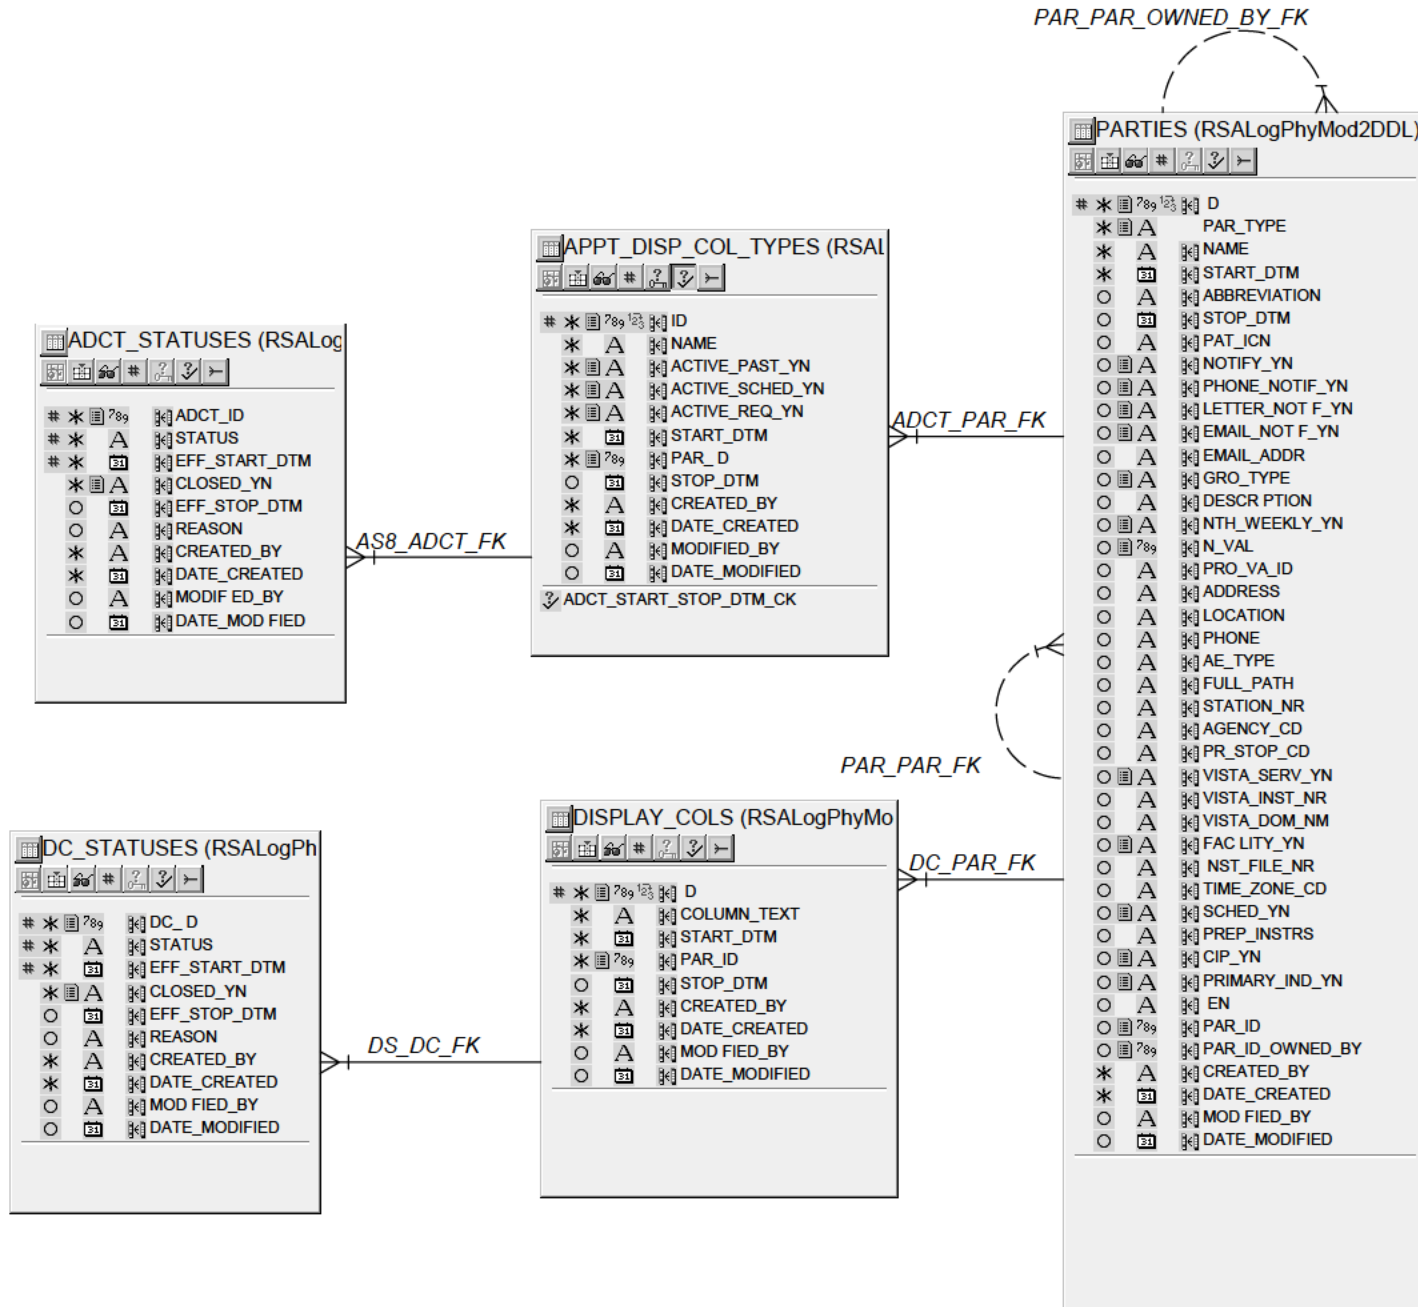 PAR_PAR_OWNED_BY_FK
PARTIES (RSALogPhyMod2DDL)
D
PAR_TYPE
NAME
START_DTM
ABBREVIATION
STOP_DTM
PAT_ICN
NOTIFY_YN
PHONE_NOTIF_YN
LETTER_NOT F_YN
EMAIL_NOT F_YN
EMAIL_ADDR
GRO_TYPE
DESCR PTION
NTH_WEEKLY_YN
N_VAL
PRO_VA_ID
ADDRESS
LOCATION
PHONE
AE_TYPE
FULL_PATH
STATION_NR
AGENCY_CD
PR_STOP_CD
VISTA_SERV_YN
VISTA_INST_NR
VISTA_DOM_NM
FAC LITY_YN
NST_FILE_NR
TIME_ZONE_CD
SCHED_YN
PREP_INSTRS
CIP_YN
PRIMARY_IND_YN
EN
PAR_ID
PAR_ID_OWNED_BY
CREATED_BY
DATE_CREATED
MOD FIED_BY
DATE_MODIFIED
APPT_DISP_COL_TYPES (RSAL
ID
NAME
ACTIVE_PAST_YN
ACTIVE_SCHED_YN
ACTIVE_REQ_YN
START_DTM
PAR_ D
STOP_DTM
CREATED_BY
DATE_CREATED
MODIFIED_BY
DATE_MODIFIED
ADCT_START_STOP_DTM_CK
ADCT_PAR_FK
ADCT_STATUSES (RSALog
ADCT_ID
STATUS
EFF_START_DTM
CLOSED_YN
EFF_STOP_DTM
REASON
CREATED_BY
DATE_CREATED
MODIF ED_BY
DATE_MOD FIED
AS8_ADCT_FK
PAR_PAR_FK
DISPLAY_COLS (RSALogPhyMo
D
COLUMN_TEXT
START_DTM
PAR_ID
STOP_DTM
CREATED_BY
DATE_CREATED
MOD FIED_BY
DATE_MODIFIED
DC_PAR_FK
DC_STATUSES (RSALogPh
DC_ D
STATUS
EFF_START_DTM
CLOSED_YN
EFF_STOP_DTM
REASON
CREATED_BY
DATE_CREATED
MOD FIED_BY
DATE_MODIFIED
DS_DC_FK